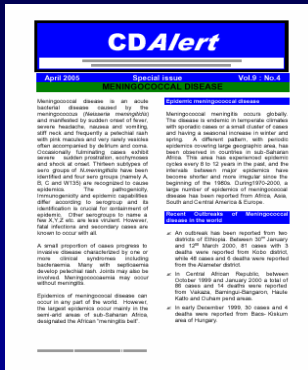 CDAlert
April 2005 Special issue Vol.9 : No.4
MENINGOCOCCAL DISEASE
Meningococcal disease is an acute
bacterial disease caused by the
meningococcus (Neisseria meningitidis)
and manifested by sudden onset of fever,
severe headache, nausea and vomiting,
stiff neck and frequently a petechial rash
with pink macules and very rarely vesicles
often accompanied by delirium and coma.
Occasionally fulminating cases exhibit
severe sudden prostration, ecchymoses
and shock at onset. Thirteen subtypes of
sero groups of N.meningitidis have been
identified and four sero groups (namely A,
B, C and W135) are recognized to cause
epidemics. The pathogenicity,
immunogenicity and epidemic capabilities
differ according to serogroup and its
identification is crucial for containment of
epidemic. Other serogroups to name a
few X,Y,Z etc. are less virulent. However,
fatal infections and secondary cases are
known to occur with all.
A small proportion of cases progress to
invasive disease characterized by one or
more clinical syndromes including
bacteraemia. Many with septicaemia
develop petechial rash. Joints may also be
involved. Meningococcaemia may occur
without meningitis.
Epidemics of meningococcal disease can
occur in any part of the world. However,
the largest epidemics occur mainly in the
semi-arid areas of sub-Saharan Africa,
designated the African "meningitis belt".
Epidemic meningococcal disease
Meningococcal meningitis occurs globally.
The disease is endemic in temperate climates
with sporadic cases or a small cluster of cases
and having a seasonal increase in winter and
spring. A different pattern, with periodic
epidemics covering large geographic area, has
been observed in countries in sub-Saharan
Africa. This area has experienced epidemic
cycles every 8 to 12 years in the past, and the
intervals between major epidemics have
become shorter and more irregular since the
beginning of the 1980s. During1970-2000, a
large number of epidemics of meningococcal
disease has been reported from Africa, Asia,
South and Central America & Europe.
Recent Outbreaks of Meningococcal
disease in the world
An outbreak has been reported from two
districts of Ethiopia. Between 30th January
and 12th March 2000, 81 cases with 3
deaths were reported from Kobo district,
while 48 cases and 6 deaths were reported
from the Alameter district.
In Central African Republic, between
October 1999 and January 2000 a total of
86 cases and 14 deaths were reported
from Vakaza, Bamingui-Bangoran, Haute
Kotto and Ouham pend areas.
In early December 1999, 30 cases and 4
deaths were reported from Bara- Kiskum
area of Hungary.